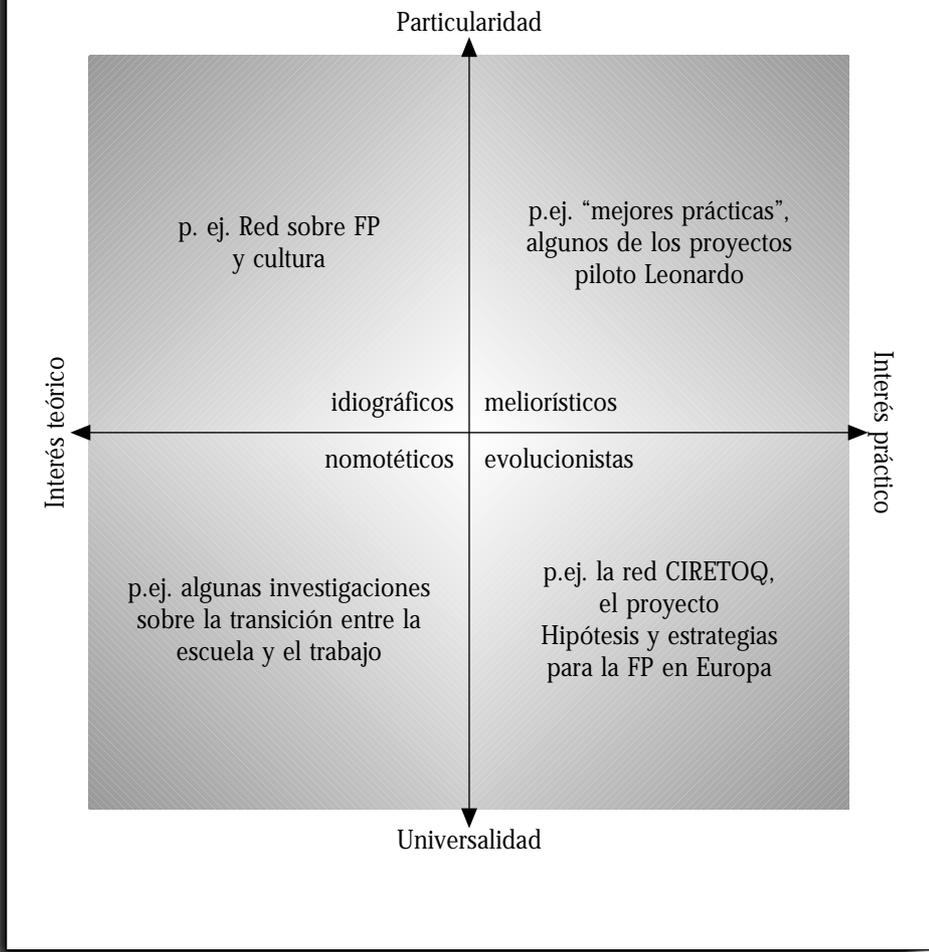 Particularidad
p. ej. Red sobre FP
y cultura
p.ej. “mejores prácticas”,
algunos de los proyectos
piloto Leonardo
Interés teórico
Interés práctico
idiográficos
meliorísticos
nomotéticos
evolucionistas
p.ej. algunas investigaciones
sobre la transición entre la
escuela y el trabajo
p.ej. la red CIRETOQ,
el proyecto
Hipótesis y estrategias
para la FP en Europa
Universalidad